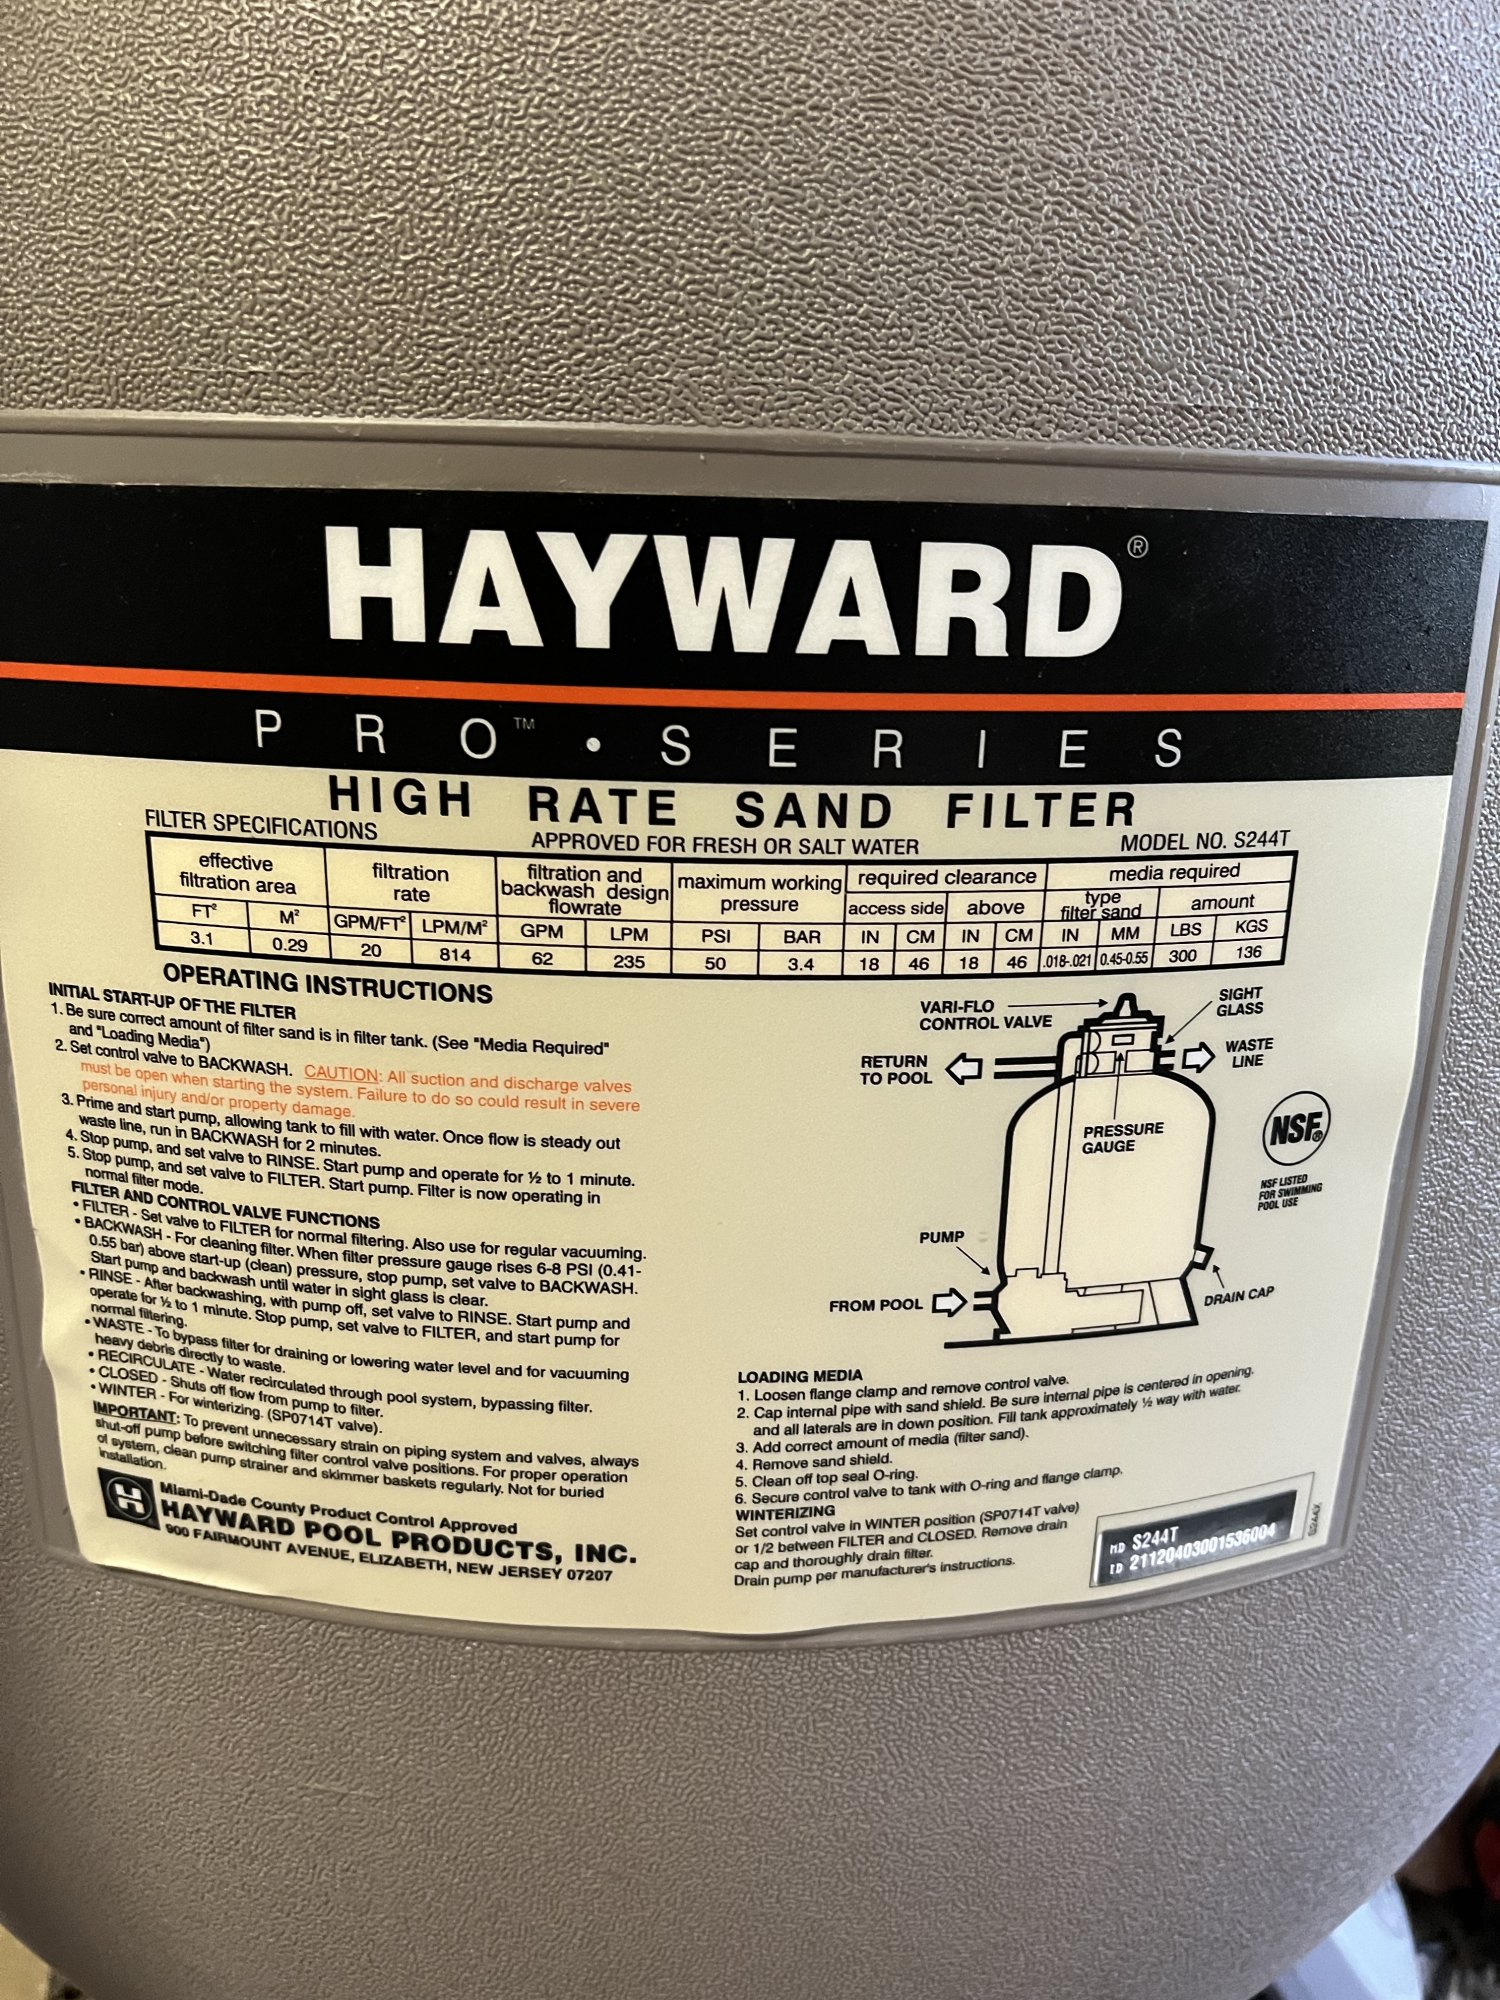 HAYWARD®
PRO™ • SERIES
HIGH RATE SAND FILTER
FILTER SPECIFICATIONS
APPROVED FOR FRESH OR SALT WATER
MODEL NO. S244T
effective filtration area
filtration rate
filtration and backwash design flowrate
maximum working pressure
required clearance
media required
access side
above
type filter sand
amount
FT² M² GPM/FT² LPM/M² GPM LPM PSI BAR IN CM IN CM IN MM LBS KGS
3.1 0.29 20 814 62 235 50 3.4 18 46 18 46 .018-.021 0.45-0.55 300 136
OPERATING INSTRUCTIONS
INITIAL START-UP OF THE FILTER
1. Be sure correct amount of filter sand is in filter tank. (See "Media Required"
and "Loading Media")
2. Set control valve to BACKWASH. CAUTION: All suction and discharge valves
must be open when starting the system. Failure to do so could result in severe
personal injury and/or property damage.
3. Prime and start pump, allowing tank to fill with water. Once flow is steady out
waste line, run in BACKWASH for 2 minutes.
4. Stop pump, and set valve to RINSE. Start pump and operate for ½ to 1 minute.
5. Stop pump, and set valve to FILTER. Start pump. Filter is now operating in
normal filter mode.
FILTER AND CONTROL VALVE FUNCTIONS
• FILTER - Set valve to FILTER for normal filtering. Also use for regular vacuuming.
• BACKWASH - For cleaning filter. When filter pressure gauge rises 6-8 PSI (0.41-
0.55 bar) above start-up (clean) pressure, stop pump, set valve to BACKWASH.
Start pump and backwash until water in sight glass is clear.
• RINSE - After backwashing, with pump off, set valve to RINSE. Start pump and
operate for ½ to 1 minute. Stop pump, set valve to FILTER, and start pump for
normal filtering.
• WASTE - To bypass filter for draining or lowering water level and for vacuuming
heavy debris directly to waste.
• RECIRCULATE - Water recirculated through pool system, bypassing filter.
• CLOSED - Shuts off flow from pump to filter.
• WINTER - For winterizing. (SP0714T valve).
IMPORTANT: To prevent unnecessary strain on piping system and valves, always
shut-off pump before switching filter control valve positions. For proper operation
of system, clean pump strainer and skimmer baskets regularly. Not for buried
installation.
Miami-Dade County Product Control Approved
HAYWARD POOL PRODUCTS, INC.
900 FAIRMOUNT AVENUE, ELIZABETH, NEW JERSEY 07207
VARI-FLO
CONTROL VALVE
SIGHT
GLASS
RETURN
TO POOL
WASTE
LINE
PRESSURE
GAUGE
PUMP
FROM POOL
DRAIN CAP
NSF®
NSF LISTED
FOR SWIMMING
POOL USE
LOADING MEDIA
1. Loosen flange clamp and remove control valve.
2. Cap internal pipe with sand shield. Be sure internal pipe is centered in opening.
and all laterals are in down position. Fill tank approximately ½ way with water.
3. Add correct amount of media (filter sand).
4. Remove sand shield.
5. Clean off top seal O-ring.
6. Secure control valve to tank with O-ring and flange clamp.
WINTERIZING
Set control valve in WINTER position (SP0714T valve)
or 1/2 between FILTER and CLOSED. Remove drain
cap and thoroughly drain filter.
Drain pump per manufacturer's instructions.
MD S244T
ID 21120403001536004